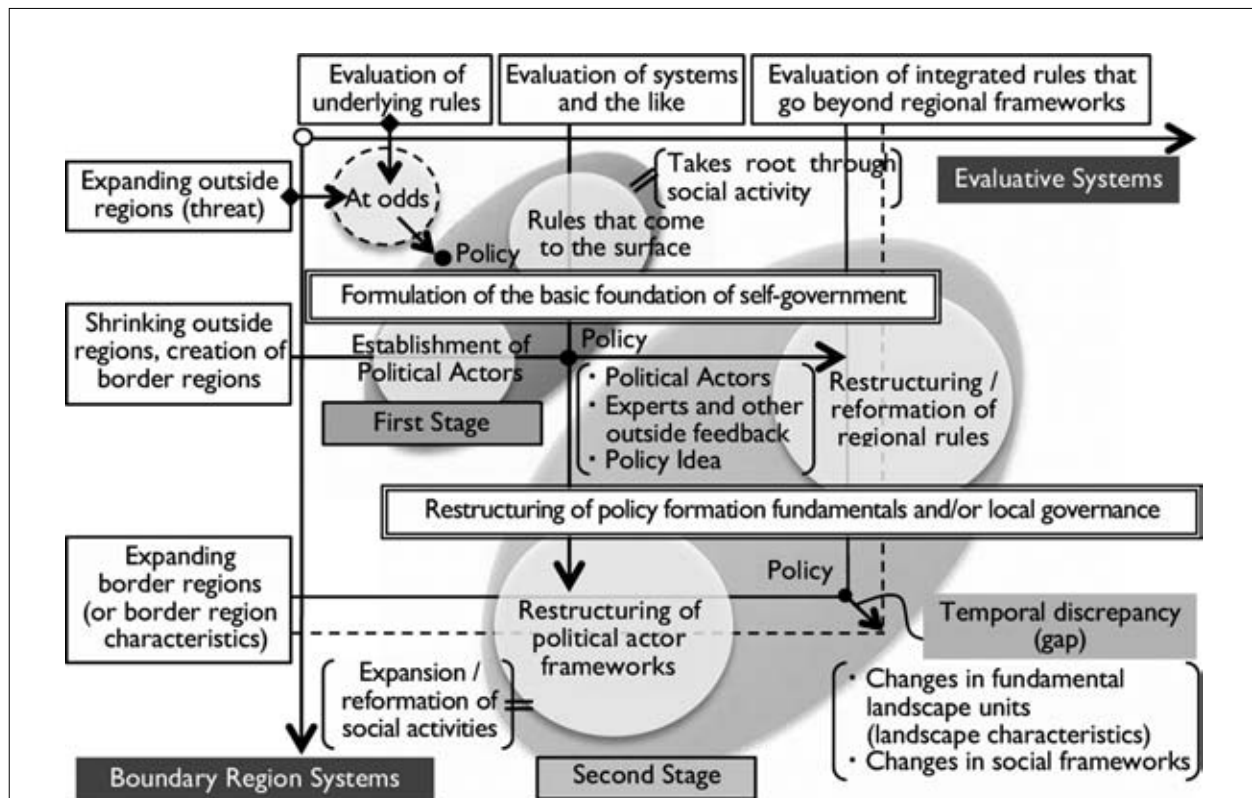 Evaluation of
underlying rules
Evaluation of systems
and the like
Evaluation of integrated rules that
go beyond regional frameworks
Evaluative Systems
Expanding outside
regions (threat)
At odds
Policy
Rules that come
to the surface
Takes root through
social activity
Formulation of the basic foundation of self-government
Shrinking outside
regions, creation of
border regions
Establishment of
Political Actors
First Stage
Policy
・ Political Actors
・ Experts and other
outside feedback
・ Policy Idea
Restructuring /
reformation of
regional rules
Restructuring of policy formation fundamentals and/or local governance
Expanding
border regions
(or border region
characteristics)
Restructuring of
political actor
frameworks
Policy
Temporal discrepancy
(gap)
Expansion /
reformation of
social activities
・ Changes in fundamental
landscape units
(landscape characteristics)
・ Changes in social frameworks
Boundary Region Systems
Second Stage